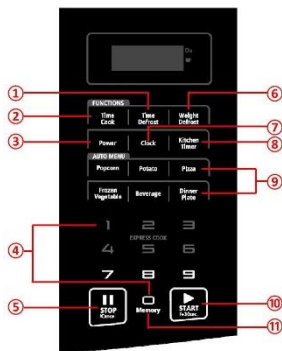 FUNCTIONS
① ⑥
② Time Cook Time Defrost Weight Defrost
⑦
③ Power Clock Kitchen Timer ⑧
AUTO MENU
Popcorn Potato Pizza
⑨
Frozen Vegetable Beverage Dinner Plate
1 2 3
EXPRESS COOK
④ 4 5 6
7 8 9
⑤ STOP 0 START ⑩
Memory
⑪